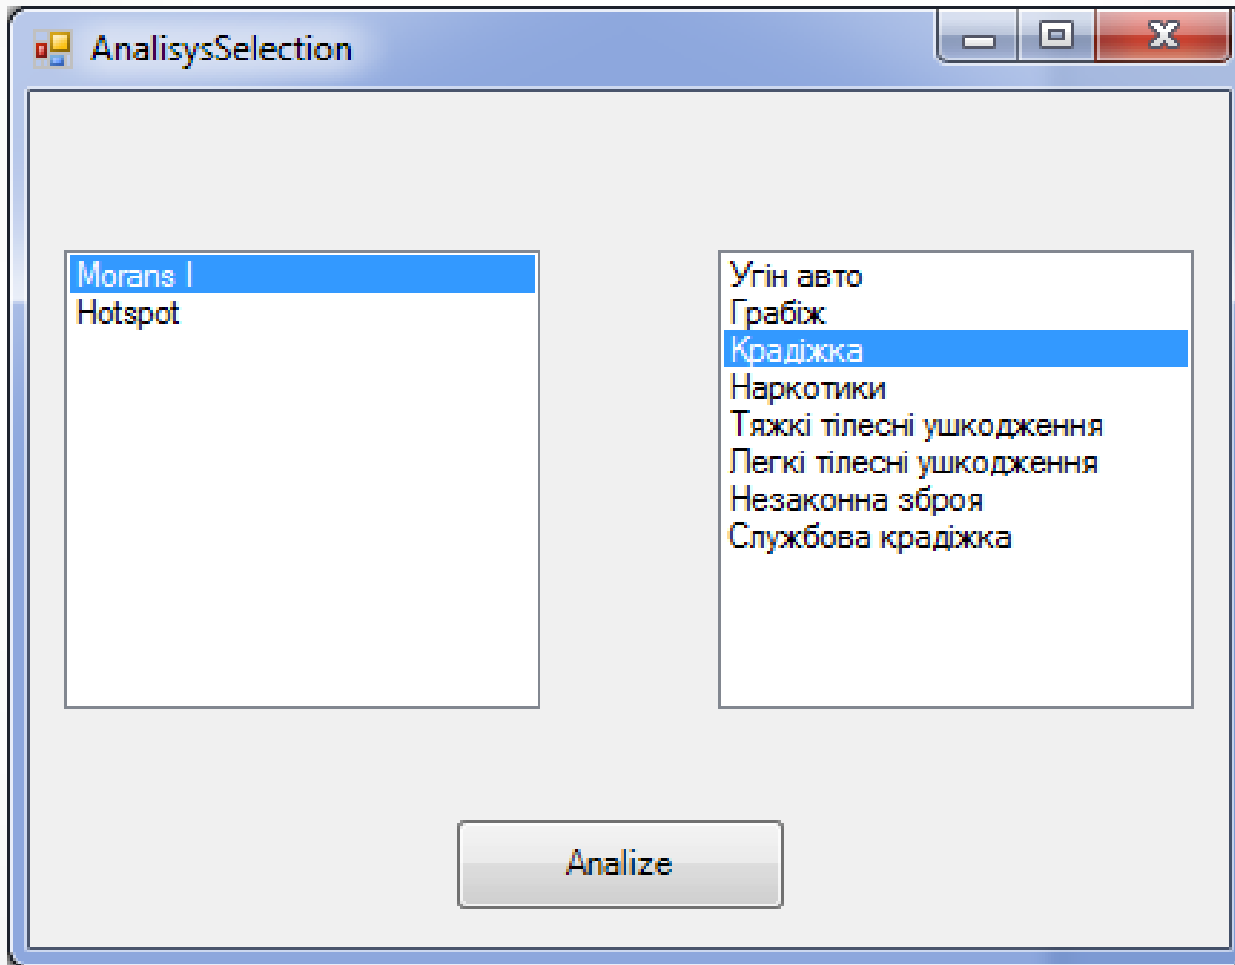 AnalisysSelection
Morans I
Hotspot
Угін авто
Грабіж
Крадіжка
Наркотики
Тяжкі тілесні ушкодження
Легкі тілесні ушкодження
Незаконна зброя
Службова крадіжка
Analize